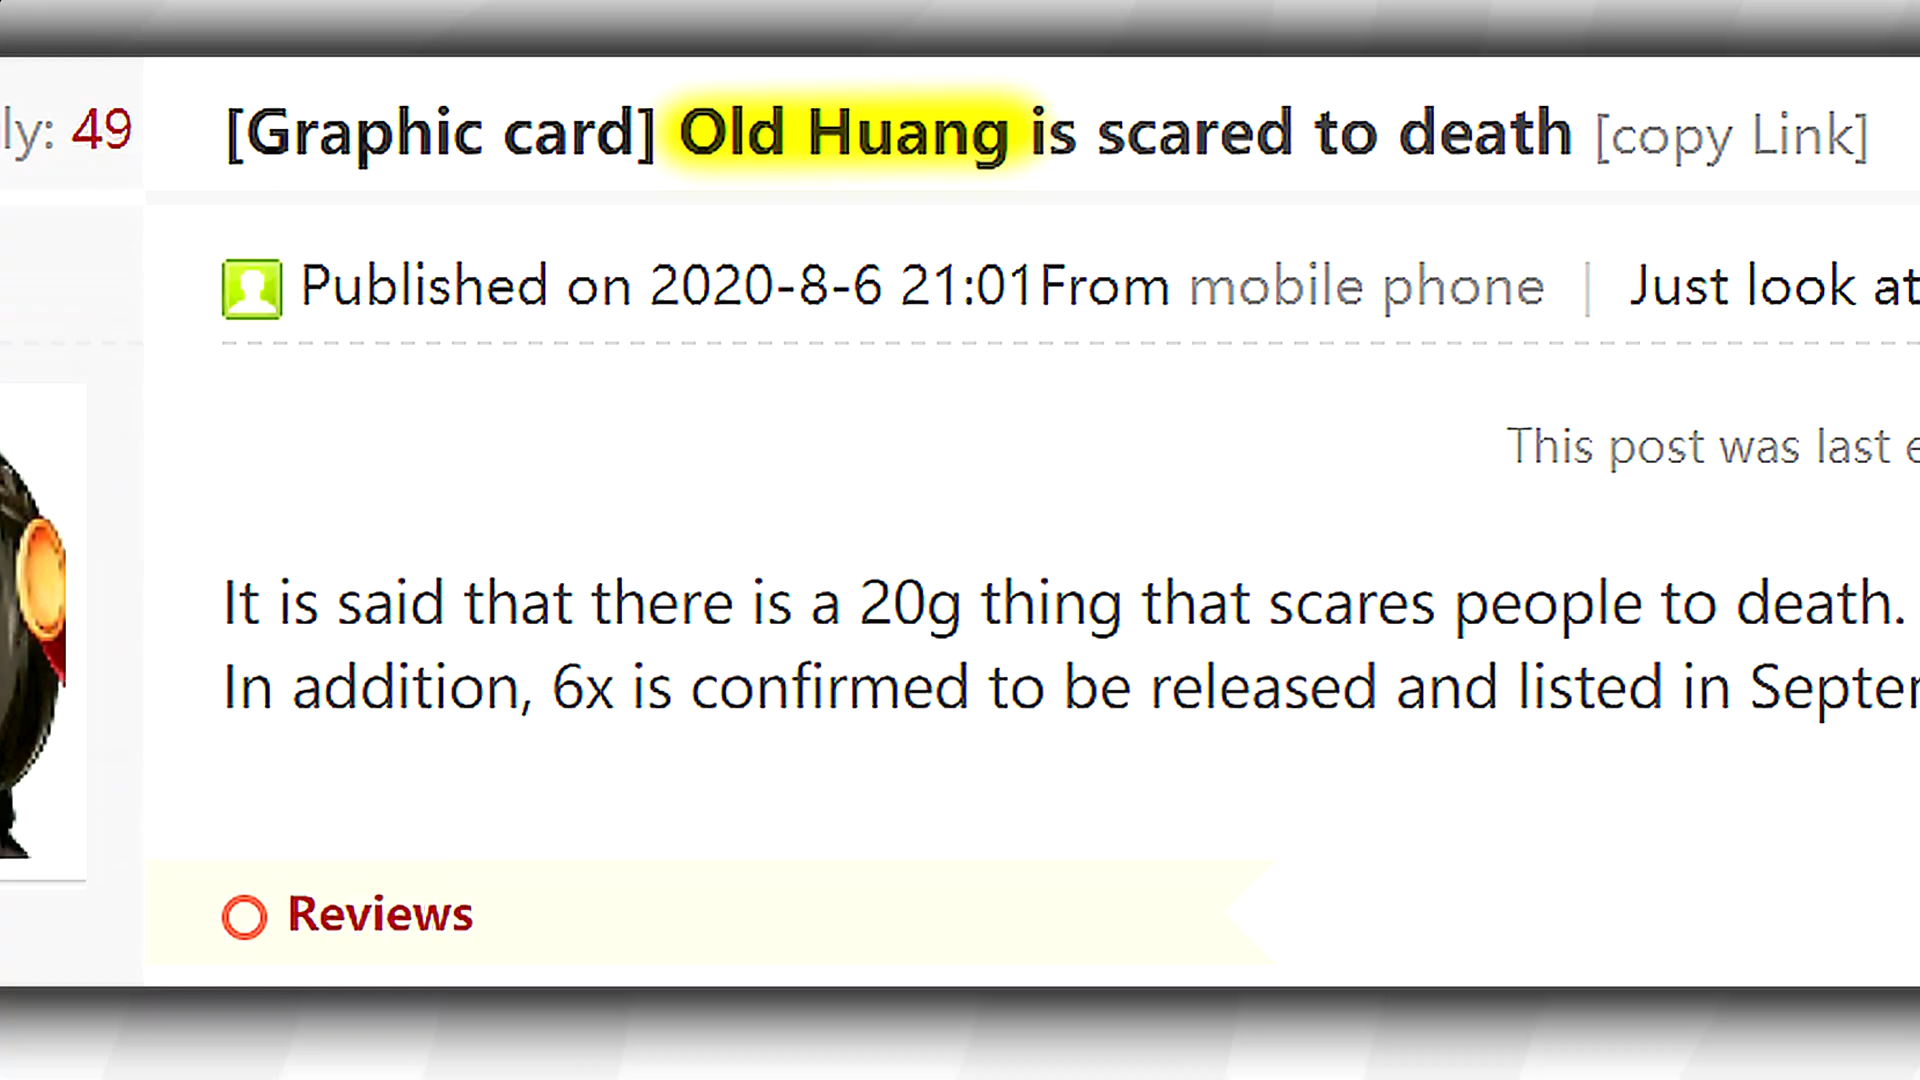 ly: 49
[Graphic card] Old Huang is scared to death [copy Link]
Published on 2020-8-6 21:01From mobile phone | Just look at
This post was last e
It is said that there is a 20g thing that scares people to death.
In addition, 6x is confirmed to be released and listed in Septe
Reviews